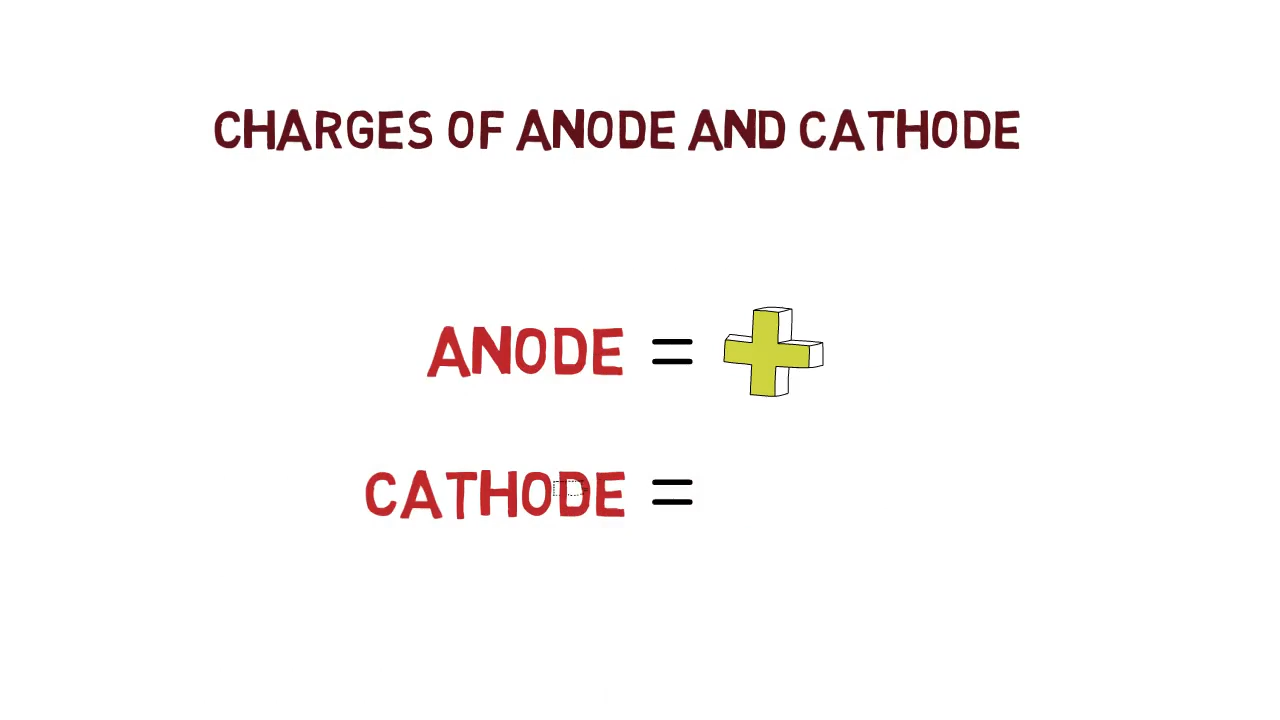 CHARGES OF ANODE AND CATHODE
ANODE = +
CATHODE =